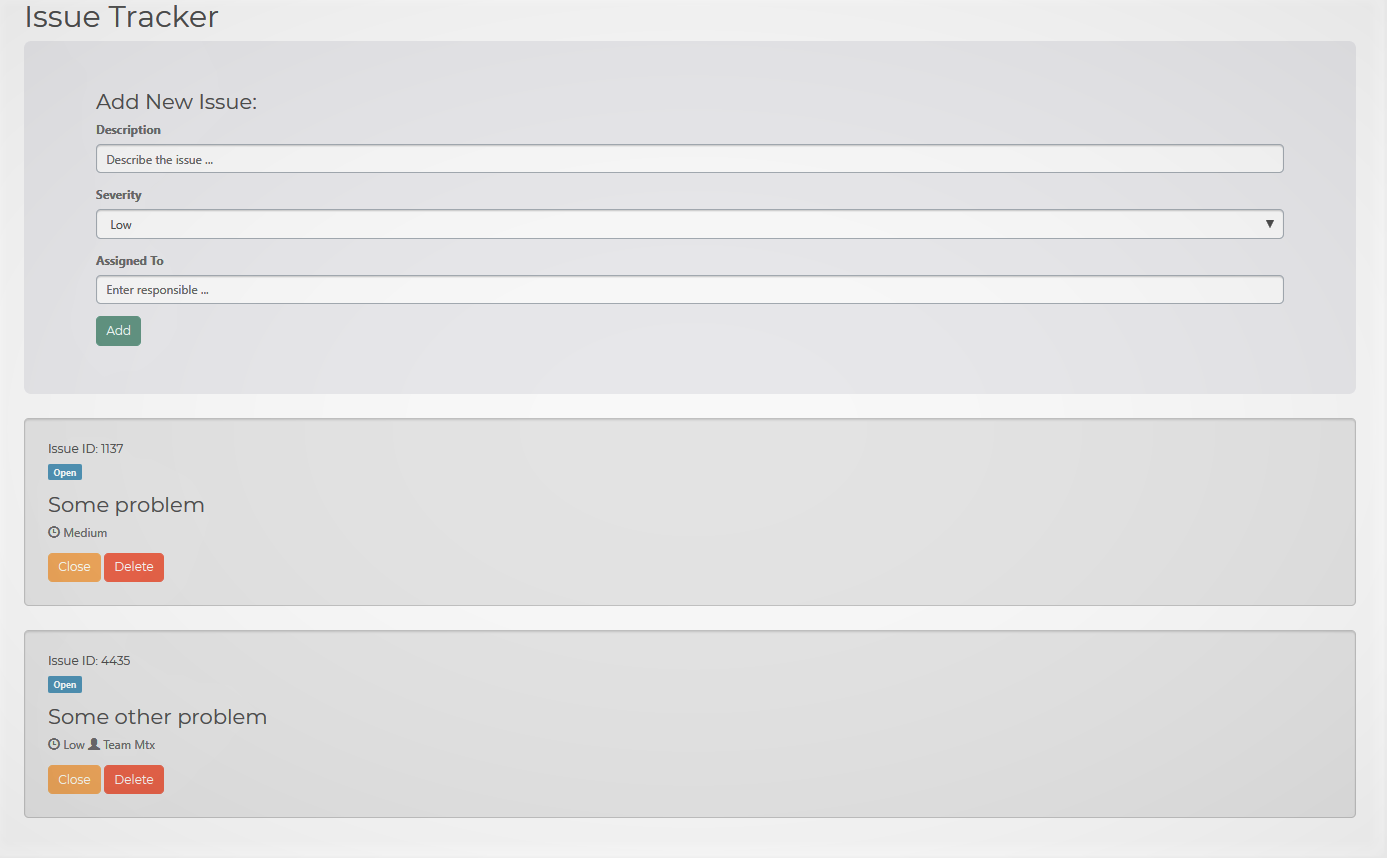 Issue Tracker
Add New Issue:
Description
Describe the issue ...
Severity
Low
Assigned To
Enter responsible ...
Add
Issue ID: 1137
Open
Some problem
Medium
Close Delete
Issue ID: 4435
Open
Some other problem
Low Team Mtx
Close Delete